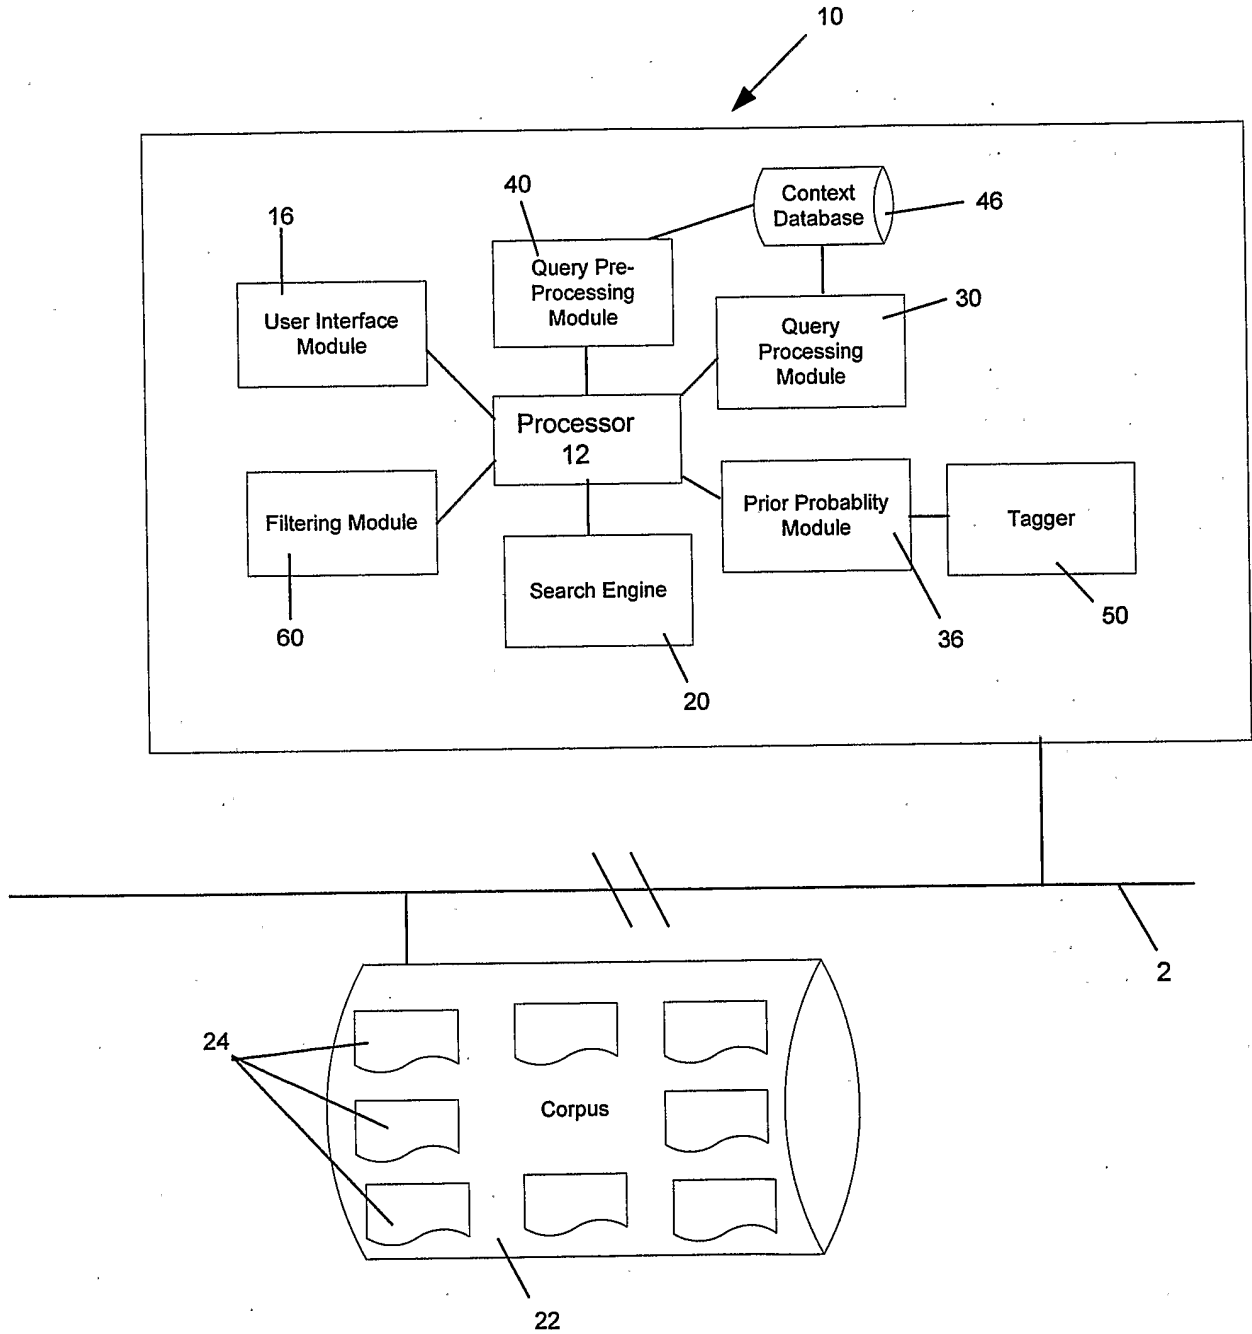 10
40
Context
Database
46
16
Query Pre-
Processing
Module
30
User Interface
Module
Query
Processing
Module
Processor
12
Filtering Module
Prior Probablity
Module
Tagger
Search Engine
60
36
50
20
2
24
Corpus
22